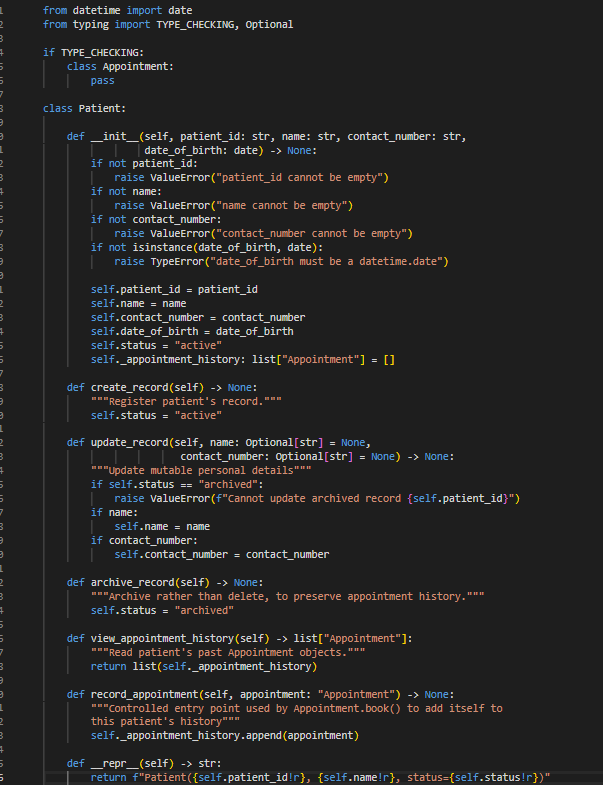 from datetime import date
from typing import TYPE_CHECKING, Optional
if TYPE_CHECKING:
    class Appointment:
        pass
class Patient:
    def __init__(self, patient_id: str, name: str, contact_number: str,
                 date_of_birth: date) -> None:
        if not patient_id:
            raise ValueError("patient_id cannot be empty")
        if not name:
            raise ValueError("name cannot be empty")
        if not contact_number:
            raise ValueError("contact_number cannot be empty")
        if not isinstance(date_of_birth, date):
            raise TypeError("date_of_birth must be a datetime.date")
        self.patient_id = patient_id
        self.name = name
        self.contact_number = contact_number
        self.date_of_birth = date_of_birth
        self.status = "active"
        self._appointment_history: list["Appointment"] = []
    def create_record(self) -> None:
        """Register patient's record."""
        self.status = "active"
    def update_record(self, name: Optional[str] = None,
                      contact_number: Optional[str] = None) -> None:
        """Update mutable personal details"""
        if self.status == "archived":
            raise ValueError(f"Cannot update archived record {self.patient_id}")
        if name:
            self.name = name
        if contact_number:
            self.contact_number = contact_number
    def archive_record(self) -> None:
        """Archive rather than delete, to preserve appointment history."""
        self.status = "archived"
    def view_appointment_history(self) -> list["Appointment"]:
        """Read patient's past Appointment objects."""
        return list(self._appointment_history)
    def record_appointment(self, appointment: "Appointment") -> None:
        """Controlled entry point used by Appointment.book() to add itself to
        this patient's history"""
        self._appointment_history.append(appointment)
    def __repr__(self) -> str:
        return f"Patient({self.patient_id!r}, {self.name!r}, status={self.status!r})"